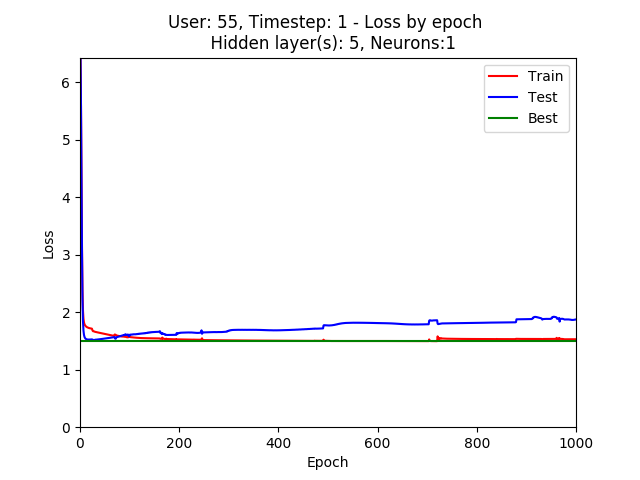 User: 55, Timestep: 1 - Loss by epoch
Hidden layer(s): 5, Neurons:1
Train
Test
Best
Loss
6
5
4
3
2
1
0
0 200 400 600 800 1000
Epoch